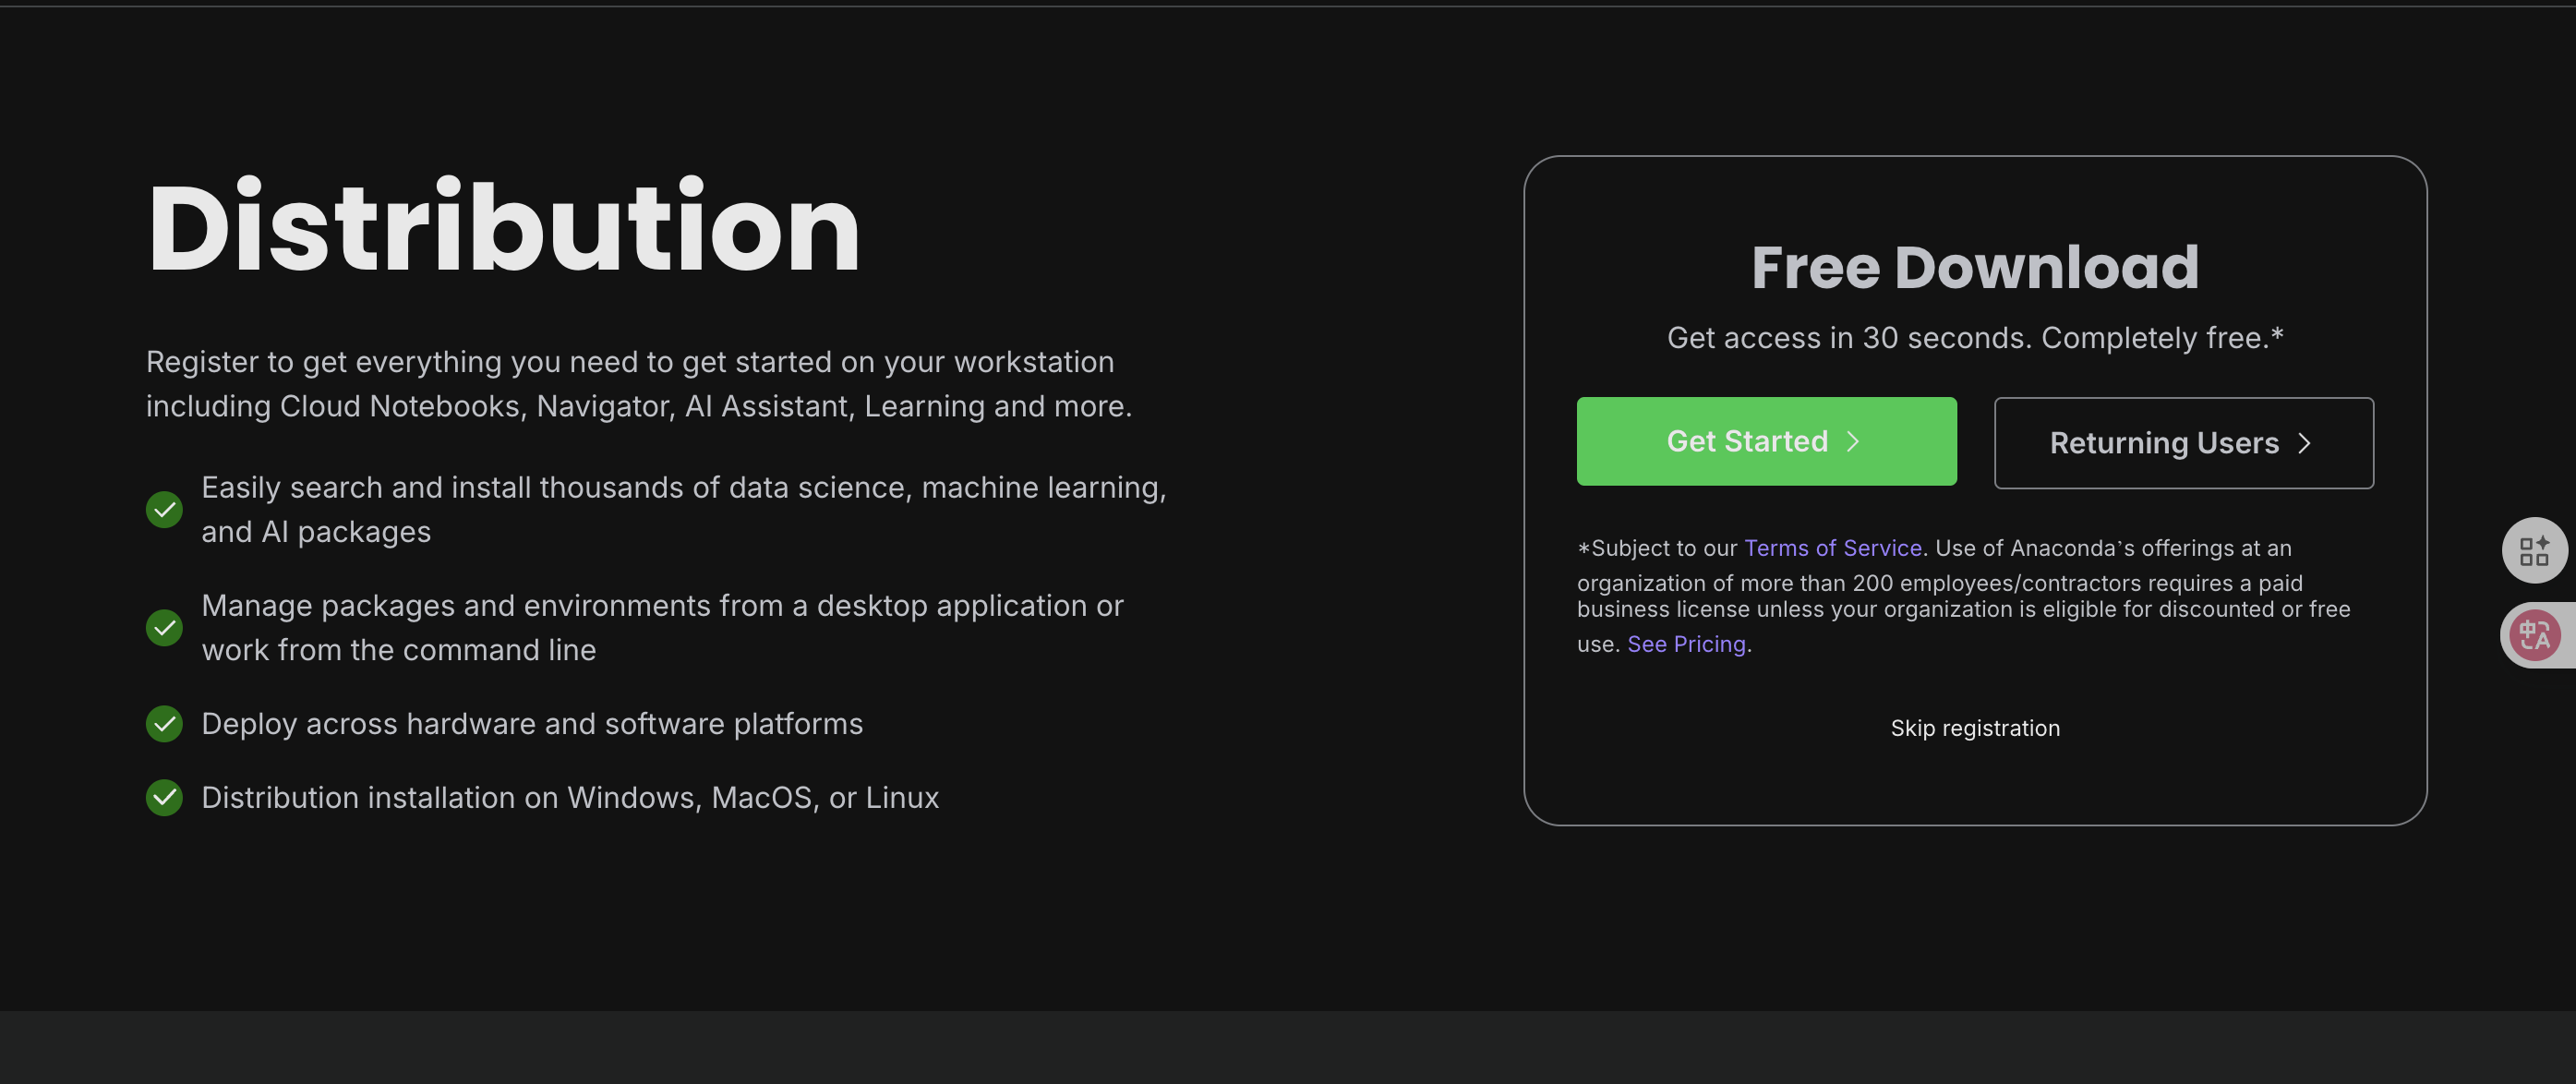 Distribution
Register to get everything you need to get started on your workstation
including Cloud Notebooks, Navigator, AI Assistant, Learning and more.
Easily search and install thousands of data science, machine learning,
and AI packages
Manage packages and environments from a desktop application or
work from the command line
Deploy across hardware and software platforms
Distribution installation on Windows, MacOS, or Linux
Free Download
Get access in 30 seconds. Completely free.*
Get Started
Returning Users
*Subject to our Terms of Service. Use of Anaconda’s offerings at an
organization of more than 200 employees/contractors requires a paid
business license unless your organization is eligible for discounted or free
use. See Pricing.
Skip registration
中A